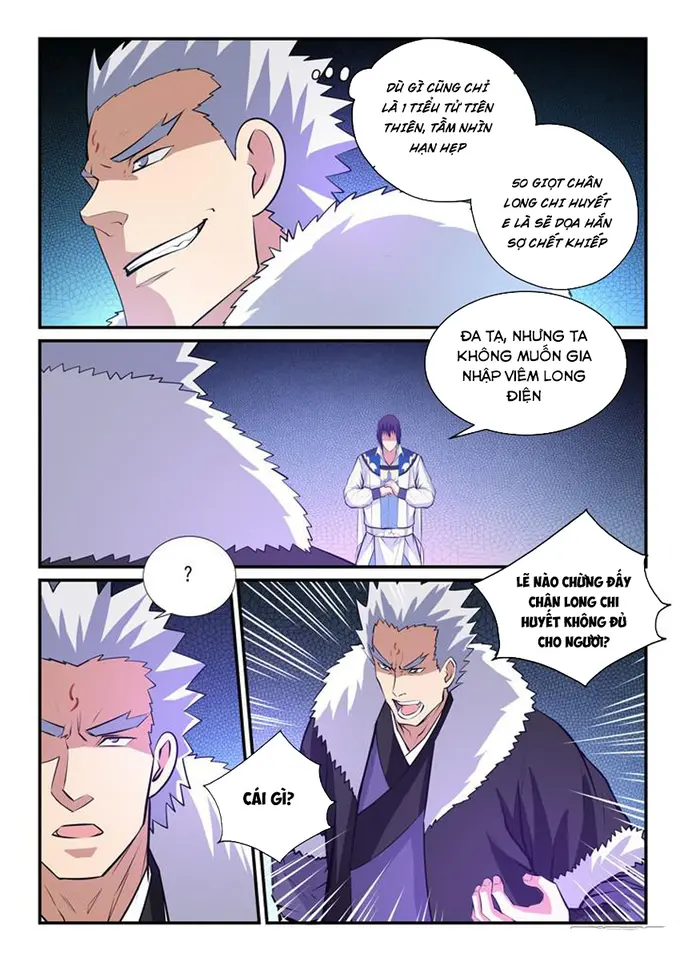 DÙ GÌ CŨNG CHỈ
LÀ 1 TIỂU TỬ TIÊN
THIÊN, TẦM NHÌN
HẠN HẸP
50 GIỌT CHÂN
LONG CHI HUYẾT
E LÀ SẼ DỌA HẮN
SỢ CHẾT KHIẾP
ĐA TẠ, NHƯNG TA
KHÔNG MUỐN GIA
NHẬP VIÊM LONG
ĐIỆN
?
CÁI GÌ?
LẼ NÀO CHỪNG ĐẤY
CHÂN LONG CHI
HUYẾT KHÔNG ĐỦ
CHO NGƯƠI?